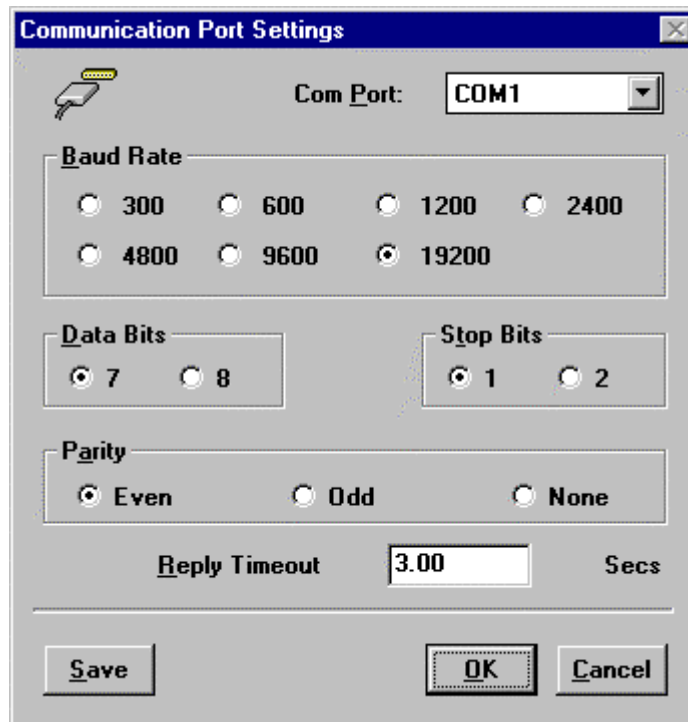 Communication Port Settings
Com Port: COM1
Baud Rate
300 600 1200 2400
4800 9600 19200
Data Bits Stop Bits
7 8 1 2
Parity
Even Odd None
Reply Timeout 3.00 Secs
Save OK Cancel